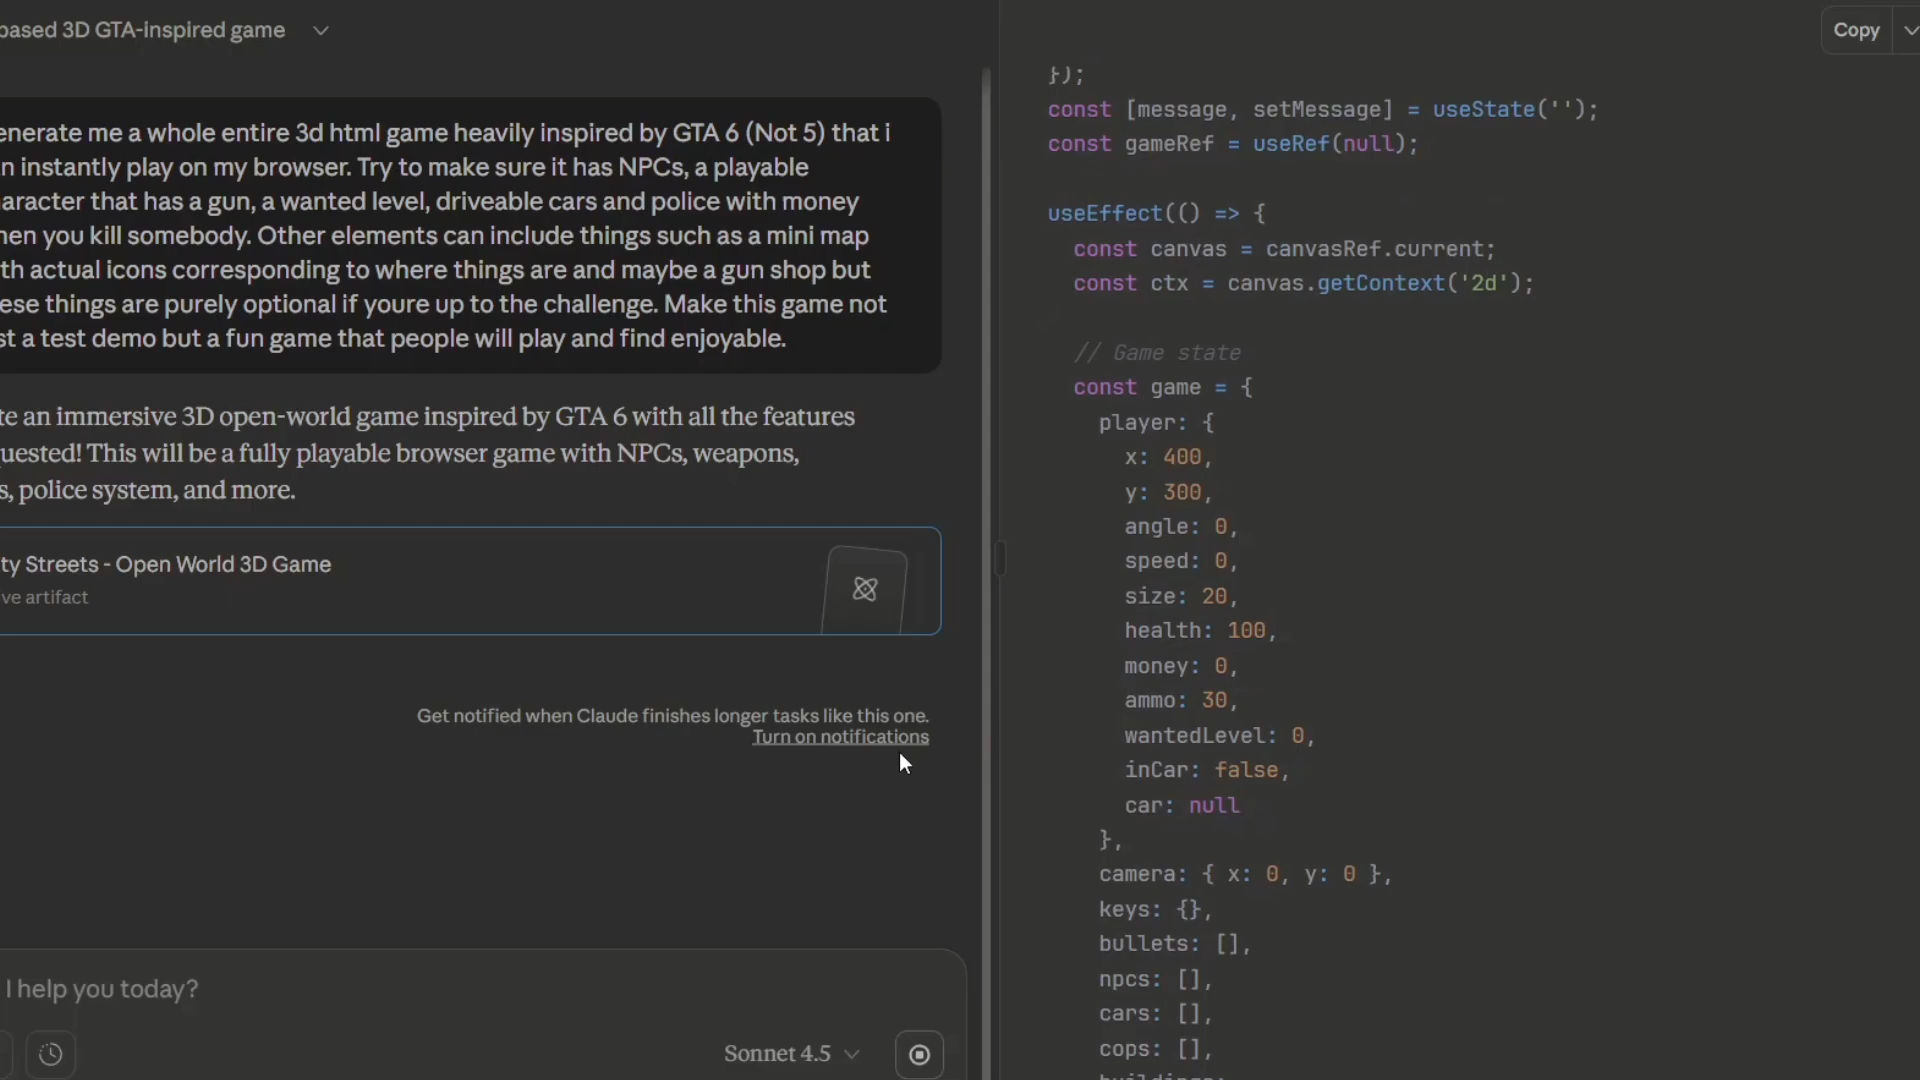 based 3D GTA-inspired game
enerate me a whole entire 3d html game heavily inspired by GTA 6 (Not 5) that i
n instantly play on my browser. Try to make sure it has NPCs, a playable
aracter that has a gun, a wanted level, driveable cars and police with money
hen you kill somebody. Other elements can include things such as a mini map
th actual icons corresponding to where things are and maybe a gun shop but
ese things are purely optional if youre up to the challenge. Make this game not
st a test demo but a fun game that people will play and find enjoyable.
te an immersive 3D open-world game inspired by GTA 6 with all the features
uested! This will be a fully playable browser game with NPCs, weapons,
s, police system, and more.
ty Streets - Open World 3D Game
ve artifact
Get notified when Claude finishes longer tasks like this one.
Turn on notifications
I help you today?
Sonnet 4.5
Copy
});
const [message, setMessage] = useState('');
const gameRef = useRef(null);
useEffect(() => {
const canvas = canvasRef.current;
const ctx = canvas.getContext('2d');
// Game state
const game = {
player: {
x: 400,
y: 300,
angle: 0,
speed: 0,
size: 20,
health: 100,
money: 0,
ammo: 30,
wantedLevel: 0,
inCar: false,
car: null
},
camera: { x: 0, y: 0 },
keys: {},
bullets: [],
npcs: [],
cars: [],
cops: [],